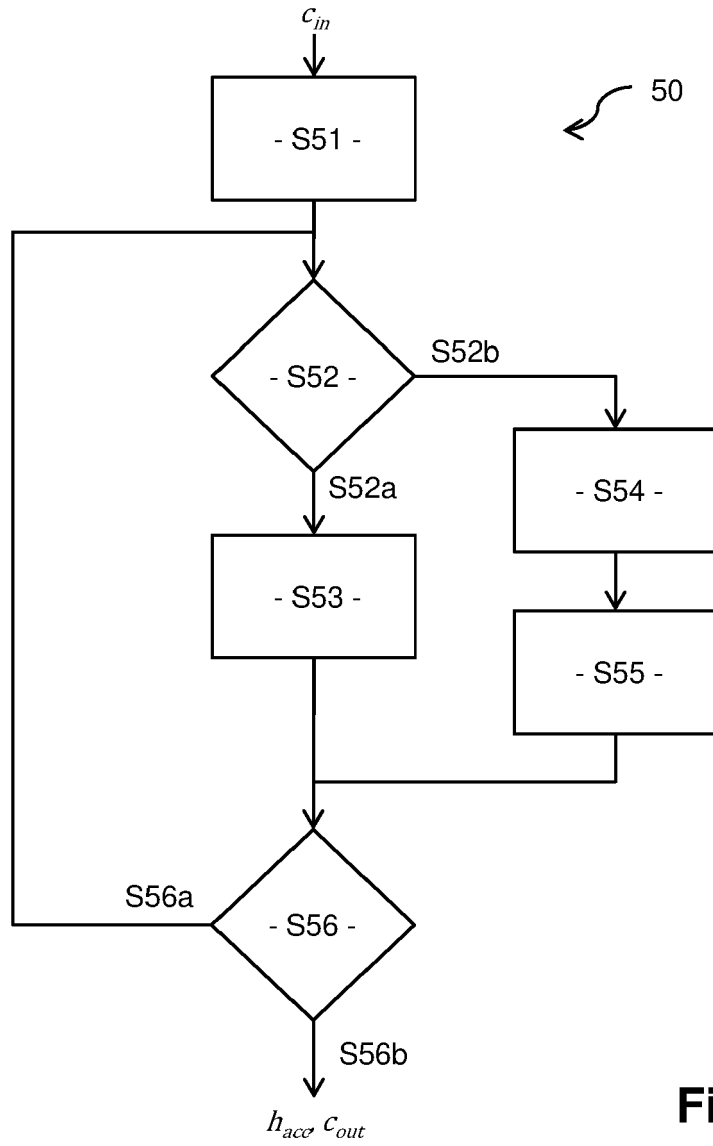 c_in
50
- S51 -
S52b
- S52 -
S52a
- S54 -
- S53 -
- S55 -
S56a
- S56 -
S56b
h_acc, c_out
Fi